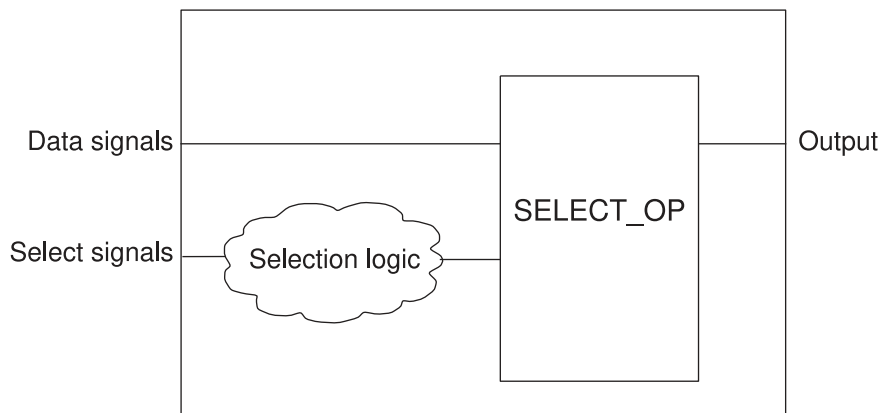 Data signals
Output
SELECT_OP
Select signals
Selection logic